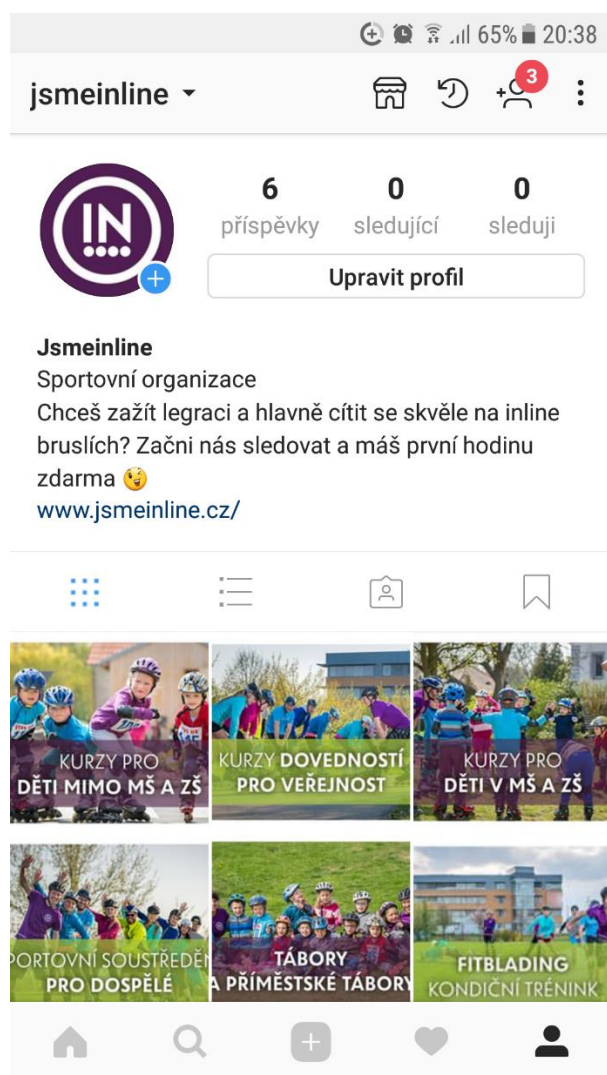 65% 20:38
jsmeinline
3
IN
6 0 0
příspěvky sledující sleduji
Upravit profil
Jsmeinline
Sportovní organizace
Chceš zažít legraci a hlavně cítit se skvěle na inline
bruslích? Začni nás sledovat a máš první hodinu
zdarma 😉
www.jsmeinline.cz/
KURZY PRO
DĚTI MIMO MŠ A ZŠ
KURZY DOVEDNOSTÍ
PRO VEŘEJNOST
KURZY PRO
DĚTI V MŠ A ZŠ
PORTOVNÍ SOUSTŘEDĚN
PRO DOSPĚLÉ
TÁBORY
A PŘÍMĚSTSKÉ TÁBORY
FITBLADING
KONDIČNÍ TRÉNINK